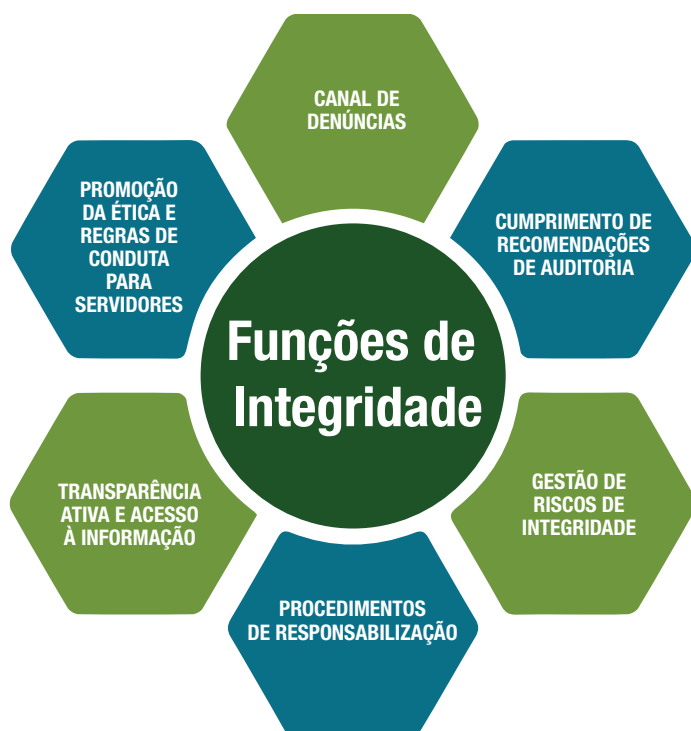 CANAL DE
DENÚNCIAS
PROMOÇÃO
DA ÉTICA E
REGRAS DE
CONDUTA
PARA
SERVIDORES
CUMPRIMENTO DE
RECOMENDAÇÕES
DE AUDITORIA
Funções de
Integridade
TRANSPARÊNCIA
ATIVA E ACESSO
À INFORMAÇÃO
GESTÃO DE
RISCOS DE
INTEGRIDADE
PROCEDIMENTOS
DE RESPONSABILIZAÇÃO